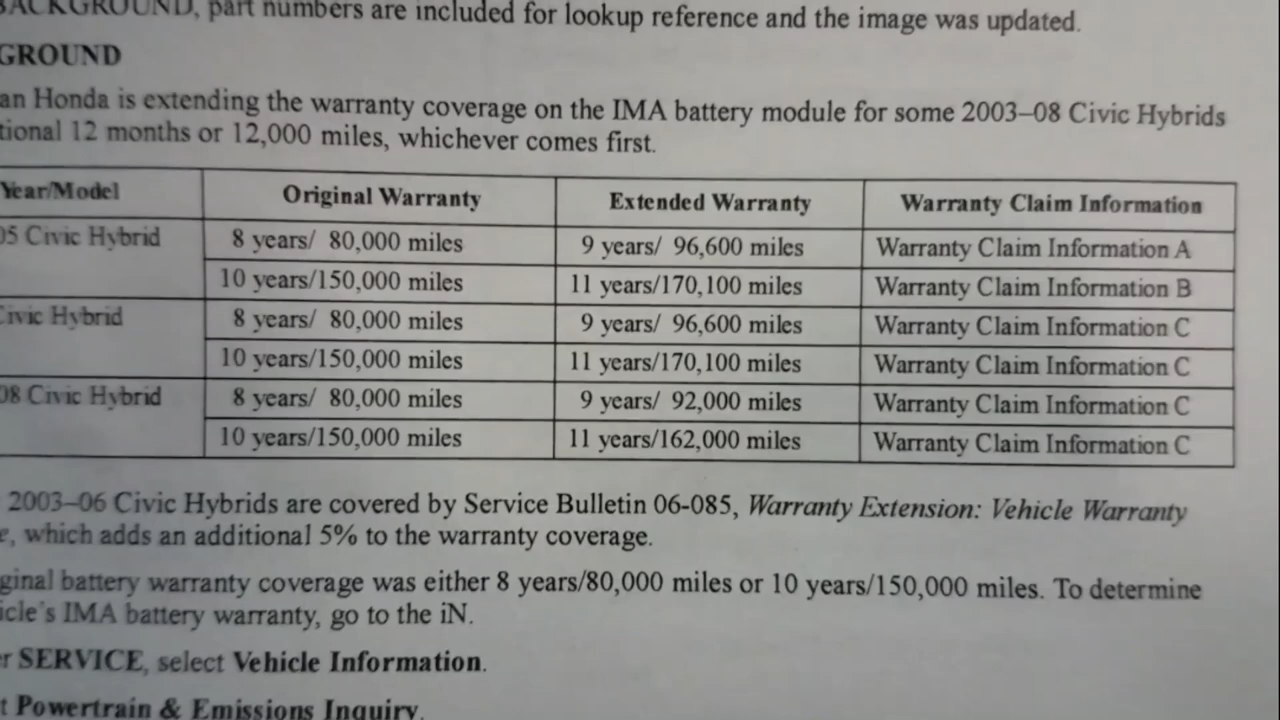 BACKGROUND, part numbers are included for lookup reference and the image was updated.
GROUND
an Honda is extending the warranty coverage on the IMA battery module for some 2003–08 Civic Hybrids
tional 12 months or 12,000 miles, whichever comes first.
Year/Model Original Warranty Extended Warranty Warranty Claim Information
05 Civic Hybrid 8 years/ 80,000 miles 9 years/ 96,600 miles Warranty Claim Information A
10 years/150,000 miles 11 years/170,100 miles Warranty Claim Information B
Civic Hybrid 8 years/ 80,000 miles 9 years/ 96,600 miles Warranty Claim Information C
10 years/150,000 miles 11 years/170,100 miles Warranty Claim Information C
08 Civic Hybrid 8 years/ 80,000 miles 9 years/ 92,000 miles Warranty Claim Information C
10 years/150,000 miles 11 years/162,000 miles Warranty Claim Information C
2003–06 Civic Hybrids are covered by Service Bulletin 06-085, Warranty Extension: Vehicle Warranty
e, which adds an additional 5% to the warranty coverage.
ginal battery warranty coverage was either 8 years/80,000 miles or 10 years/150,000 miles. To determine
icle's IMA battery warranty, go to the iN.
r SERVICE, select Vehicle Information.
t Powertrain & Emissions Inquiry.